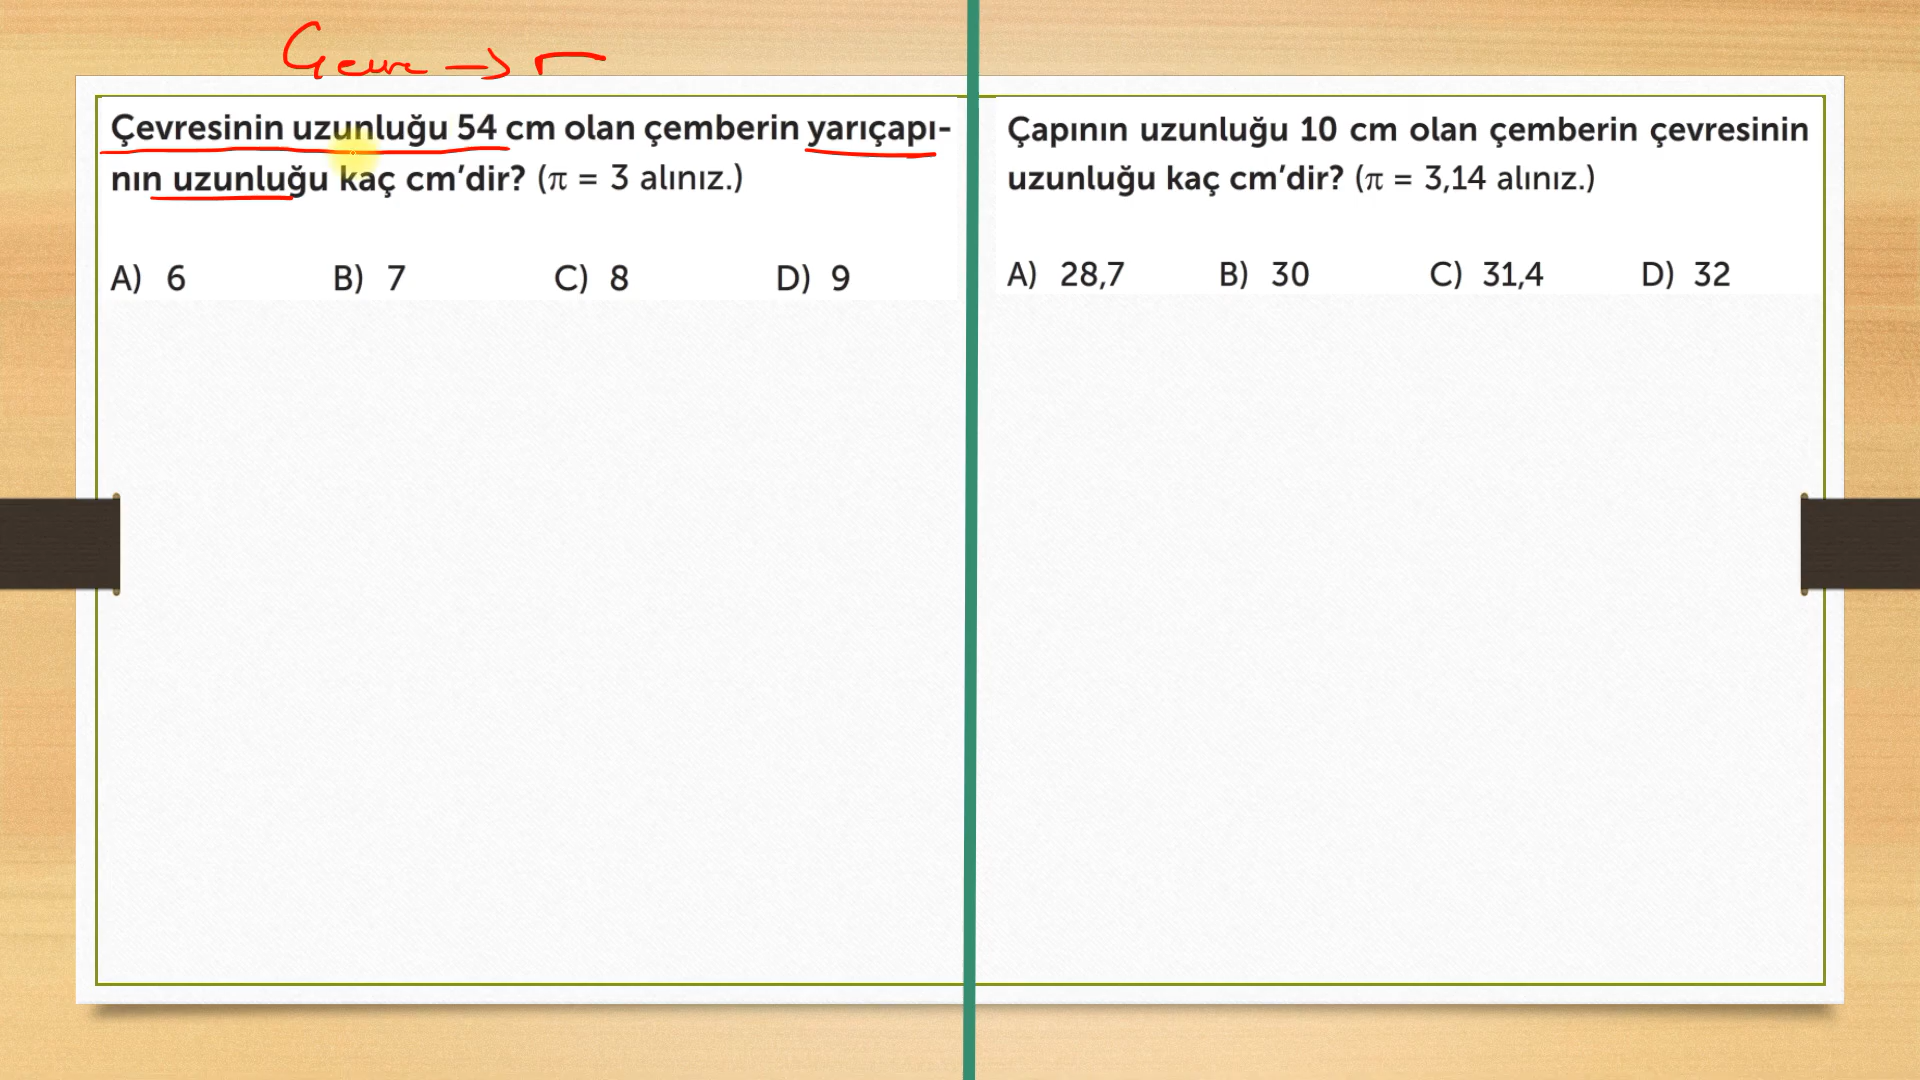 Çevre → r
Çevresinin uzunluğu 54 cm olan çemberin yarıçapı-
nın uzunluğu kaç cm'dir? (π = 3 alınız.)
A) 6 B) 7 C) 8 D) 9
Çapının uzunluğu 10 cm olan çemberin çevresinin
uzunluğu kaç cm'dir? (π = 3,14 alınız.)
A) 28,7 B) 30 C) 31,4 D) 32